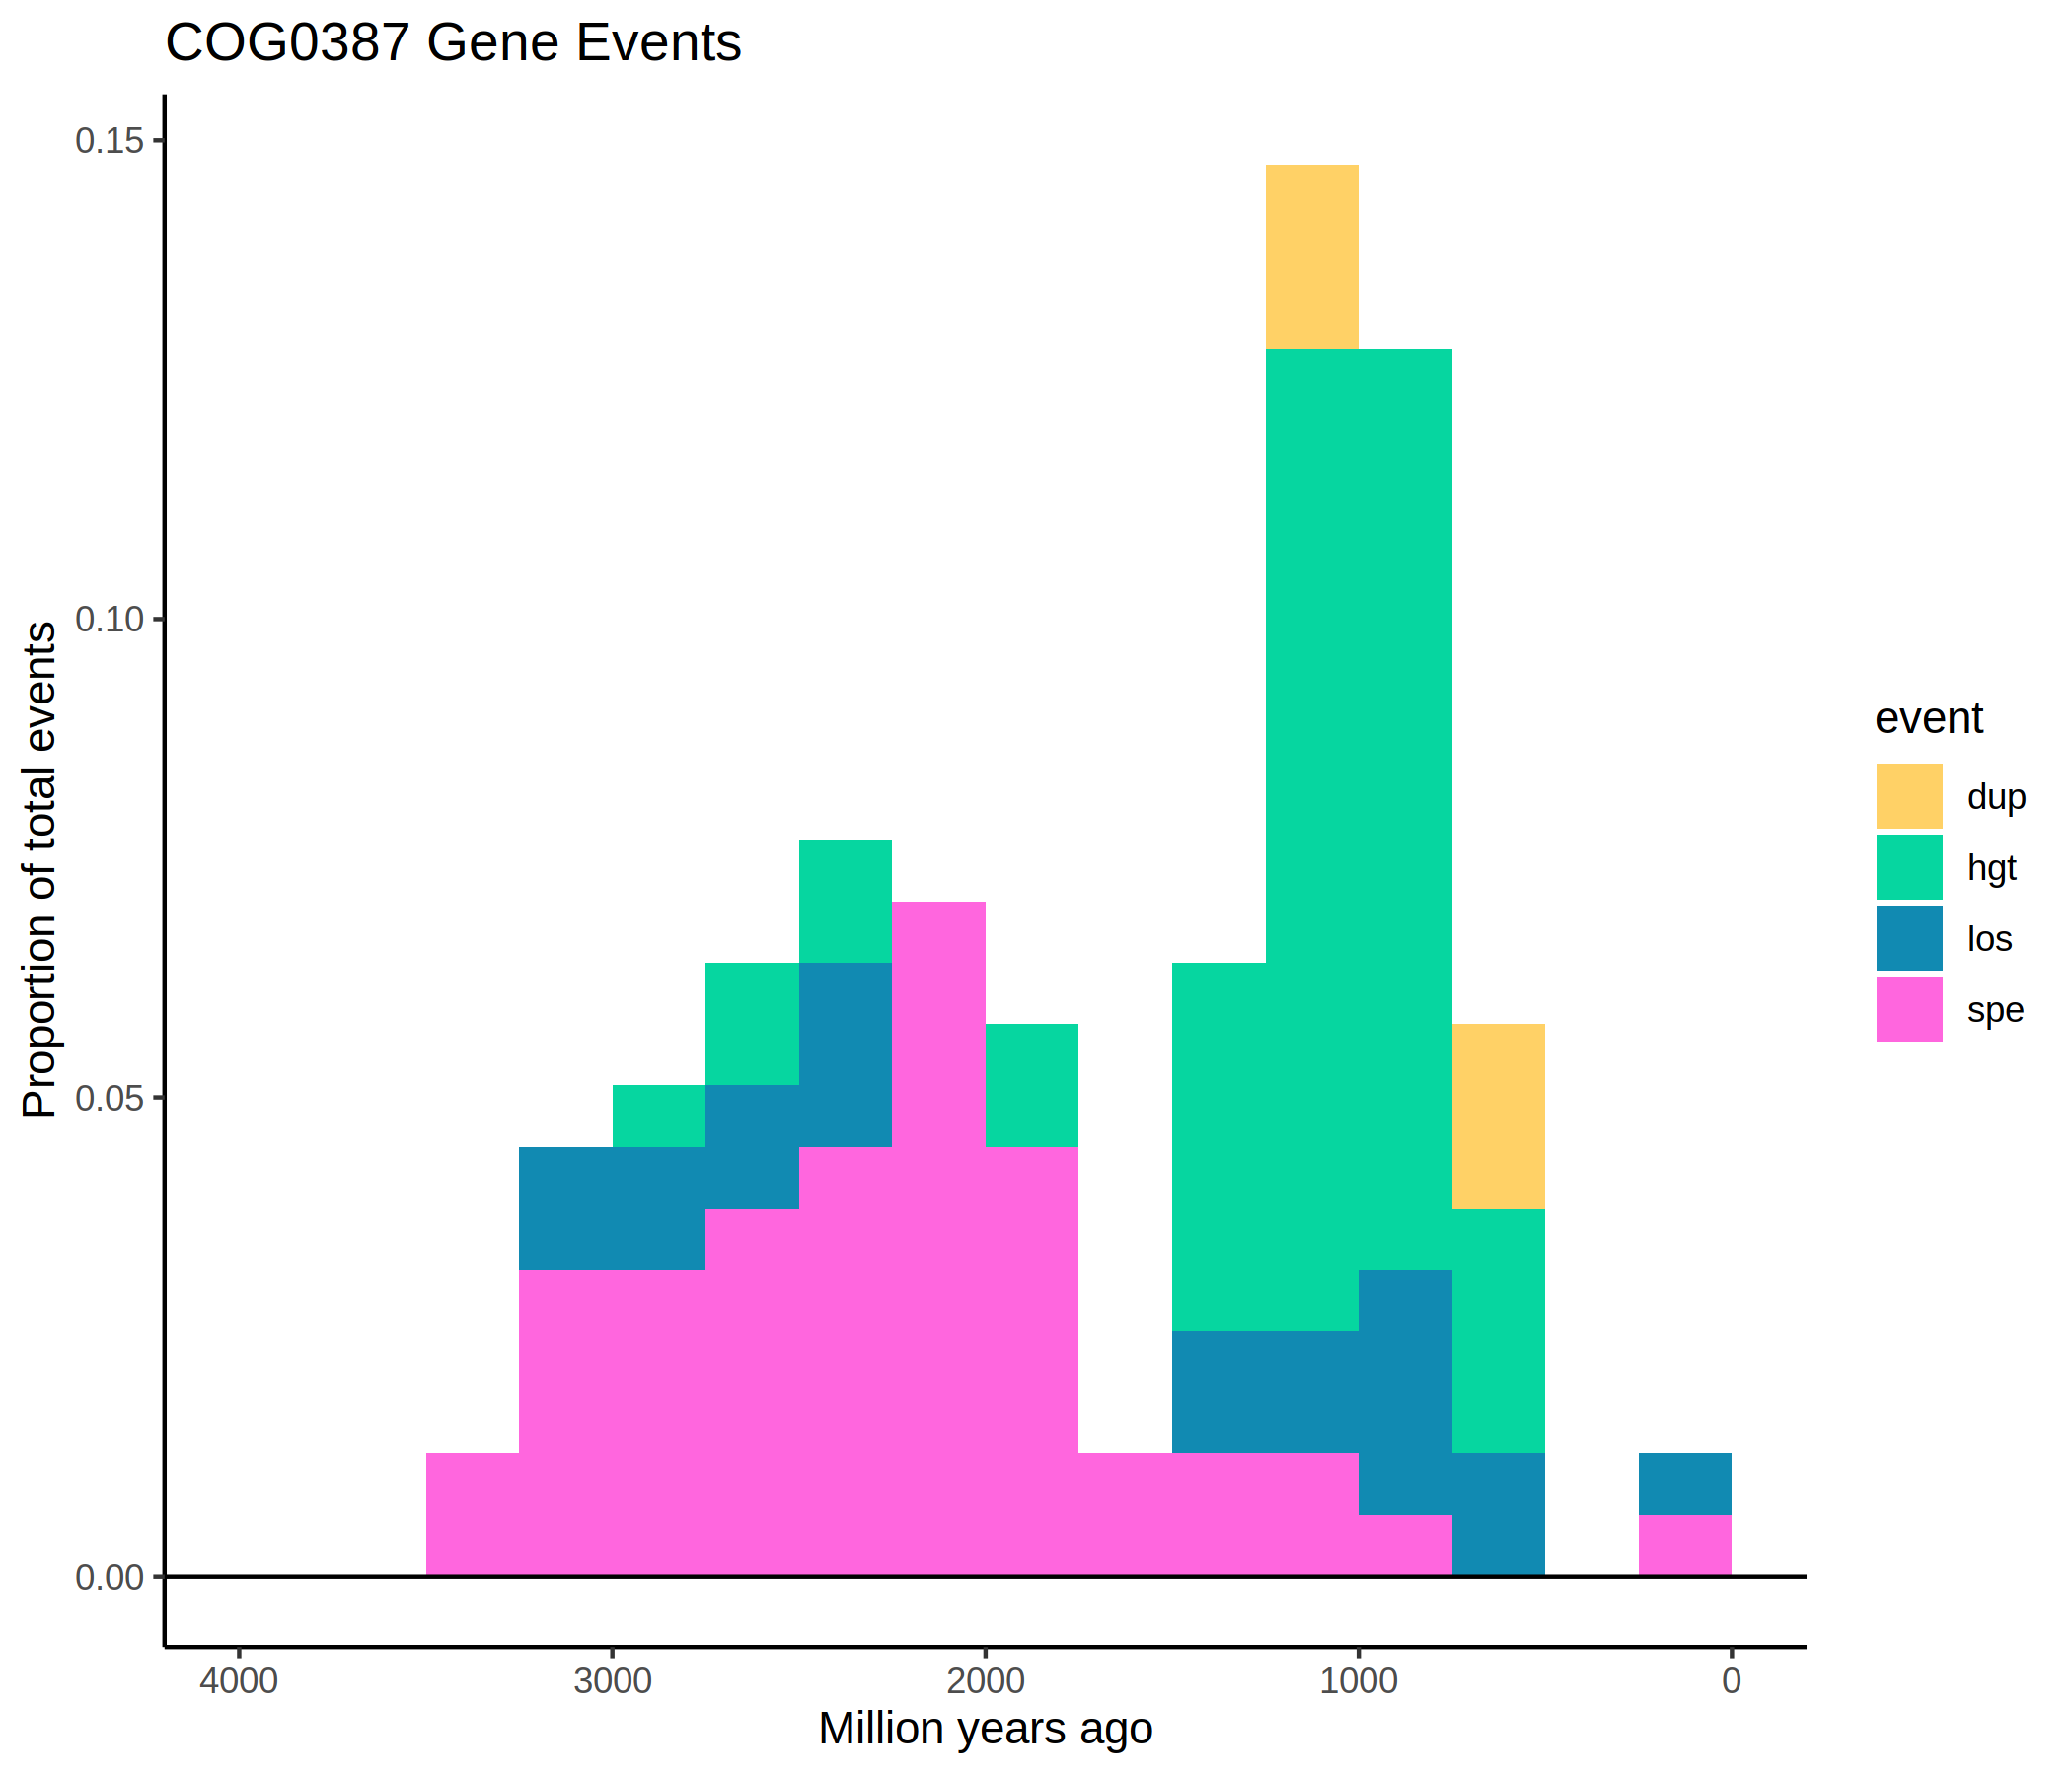 COG0387 Gene Events
Proportion of total events
0.15
0.10
0.05
0.00
4000 3000 2000 1000 0
Million years ago
event
dup
hgt
los
spe